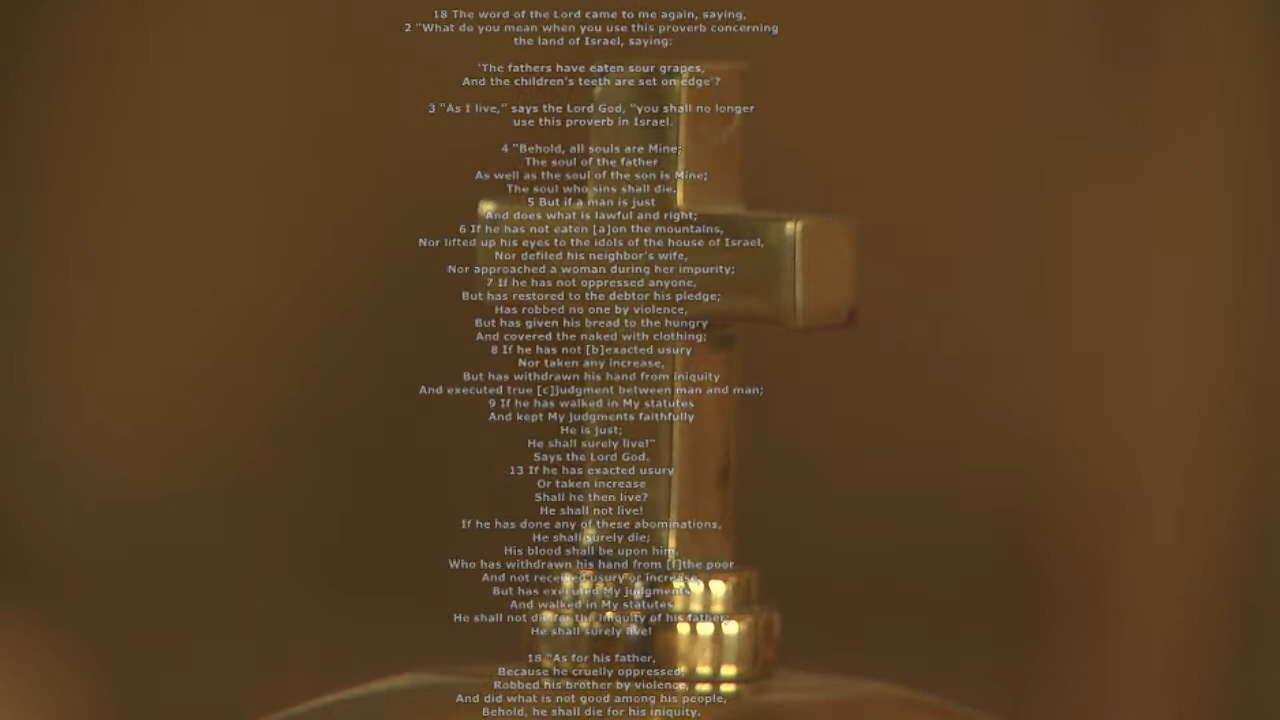 18 The word of the Lord came to me again, saying,
2 "What do you mean when you use this proverb concerning
the land of Israel, saying:
'The fathers have eaten sour grapes,
And the children's teeth are set on edge'?
3 "As I live," says the Lord God, "you shall no longer
use this proverb in Israel.
4 "Behold, all souls are Mine;
The soul of the father
As well as the soul of the son is Mine;
The soul who sins shall die.
5 But if a man is just
And does what is lawful and right;
6 If he has not eaten [a]on the mountains,
Nor lifted up his eyes to the idols of the house of Israel,
Nor defiled his neighbor's wife,
Nor approached a woman during her impurity;
7 If he has not oppressed anyone,
But has restored to the debtor his pledge;
Has robbed no one by violence,
But has given his bread to the hungry
And covered the naked with clothing;
8 If he has not [b]exacted usury
Nor taken any increase,
But has withdrawn his hand from iniquity
And executed true [c]judgment between man and man;
9 If he has walked in My statutes
And kept My judgments faithfully
He is just;
He shall surely live!"
Says the Lord God.
13 If he has exacted usury
Or taken increase
Shall he then live?
He shall not live!
If he has done any of these abominations,
He shall surely die;
His blood shall be upon him.
Who has withdrawn his hand from [f]the poor
And not received usury or increase,
But has executed My judgments
And walked in My statutes
He shall not die for the iniquity of his father;
He shall surely live!
18 "As for his father,
Because he cruelly oppressed,
Robbed his brother by violence,
And did what is not good among his people,
Behold, he shall die for his iniquity.